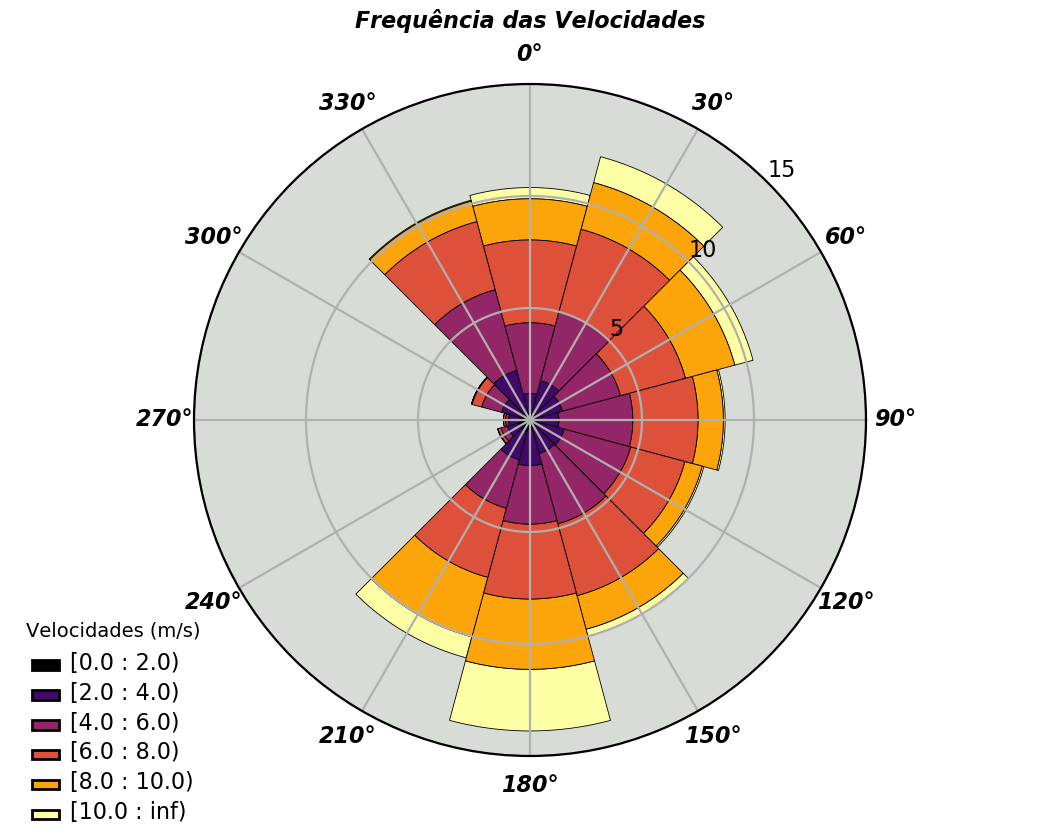 Frequência das Velocidades
0°
330°
30°
15
300°
60°
10
5
270°
90°
240°
120°
210°
150°
180°
Velocidades (m/s)
[0.0 : 2.0)
[2.0 : 4.0)
[4.0 : 6.0)
[6.0 : 8.0)
[8.0 : 10.0)
[10.0 : inf)